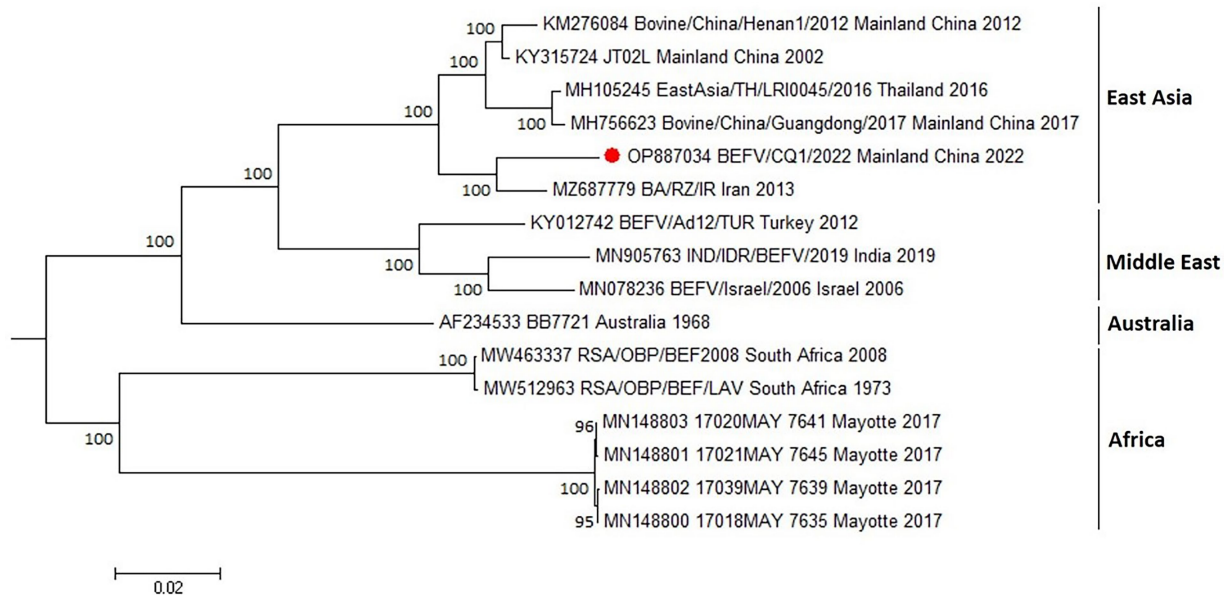 100
KM276084 Bovine/China/Henan1/2012 Mainland China 2012
KY315724 JT02L Mainland China 2002
100
MH105245 EastAsia/TH/LRI0045/2016 Thailand 2016
100
MH756623 Bovine/China/Guangdong/2017 Mainland China 2017
100
OP887034 BEFV/CQ1/2022 Mainland China 2022
MZ687779 BA/RZ/IR Iran 2013
100
East Asia
100
KY012742 BEFV/Ad12/TUR Turkey 2012
MN905763 IND/IDR/BEFV/2019 India 2019
100
MN078236 BEFV/Israel/2006 Israel 2006
100
Middle East
100
AF234533 BB7721 Australia 1968
Australia
MW463337 RSA/OBP/BEF2008 South Africa 2008
100
MW512963 RSA/OBP/BEF/LAV South Africa 1973
MN148803 17020MAY 7641 Mayotte 2017
96
MN148801 17021MAY 7645 Mayotte 2017
100
Africa
MN148802 17039MAY 7639 Mayotte 2017
100
MN148800 17018MAY 7635 Mayotte 2017
95
0.02